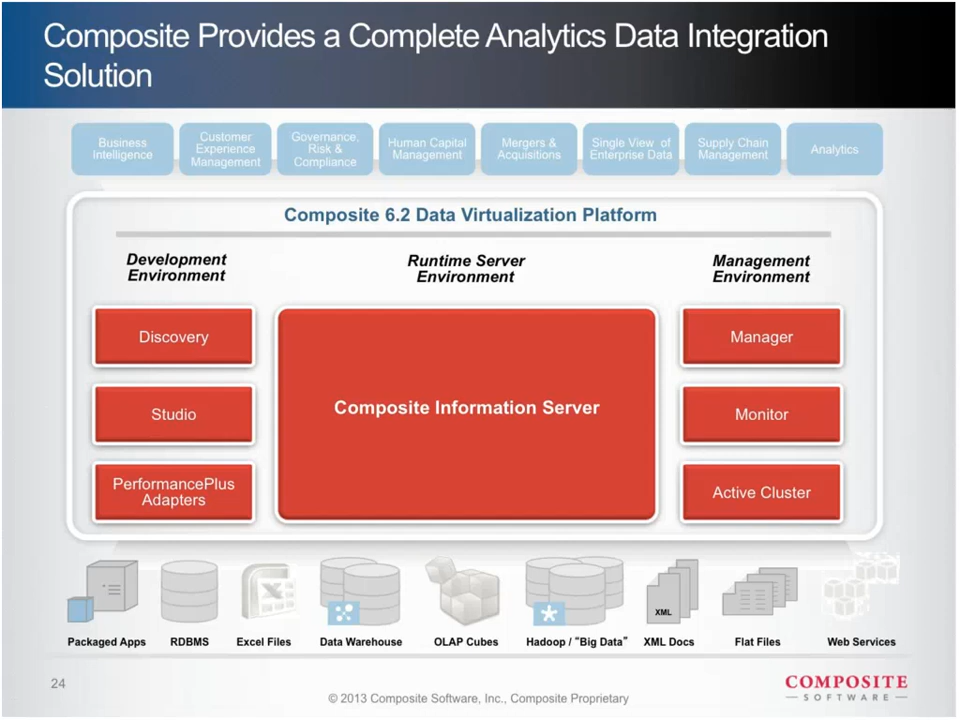 Composite Provides a Complete Analytics Data Integration
Solution
Business
Intelligence
Customer
Experience
Management
Governance,
Risk &
Compliance
Human Capital
Management
Mergers &
Acquisitions
Single View of
Enterprise Data
Supply Chain
Management
Analytics
Composite 6.2 Data Virtualization Platform
Development
Environment
Runtime Server
Environment
Management
Environment
Discovery
Studio
PerformancePlus
Adapters
Composite Information Server
Manager
Monitor
Active Cluster
XML
Packaged Apps
RDBMS
Excel Files
Data Warehouse
OLAP Cubes
Hadoop / “Big Data”
XML Docs
Flat Files
Web Services
24
© 2013 Composite Software, Inc., Composite Proprietary
COMPOSITE
SOFTWARE